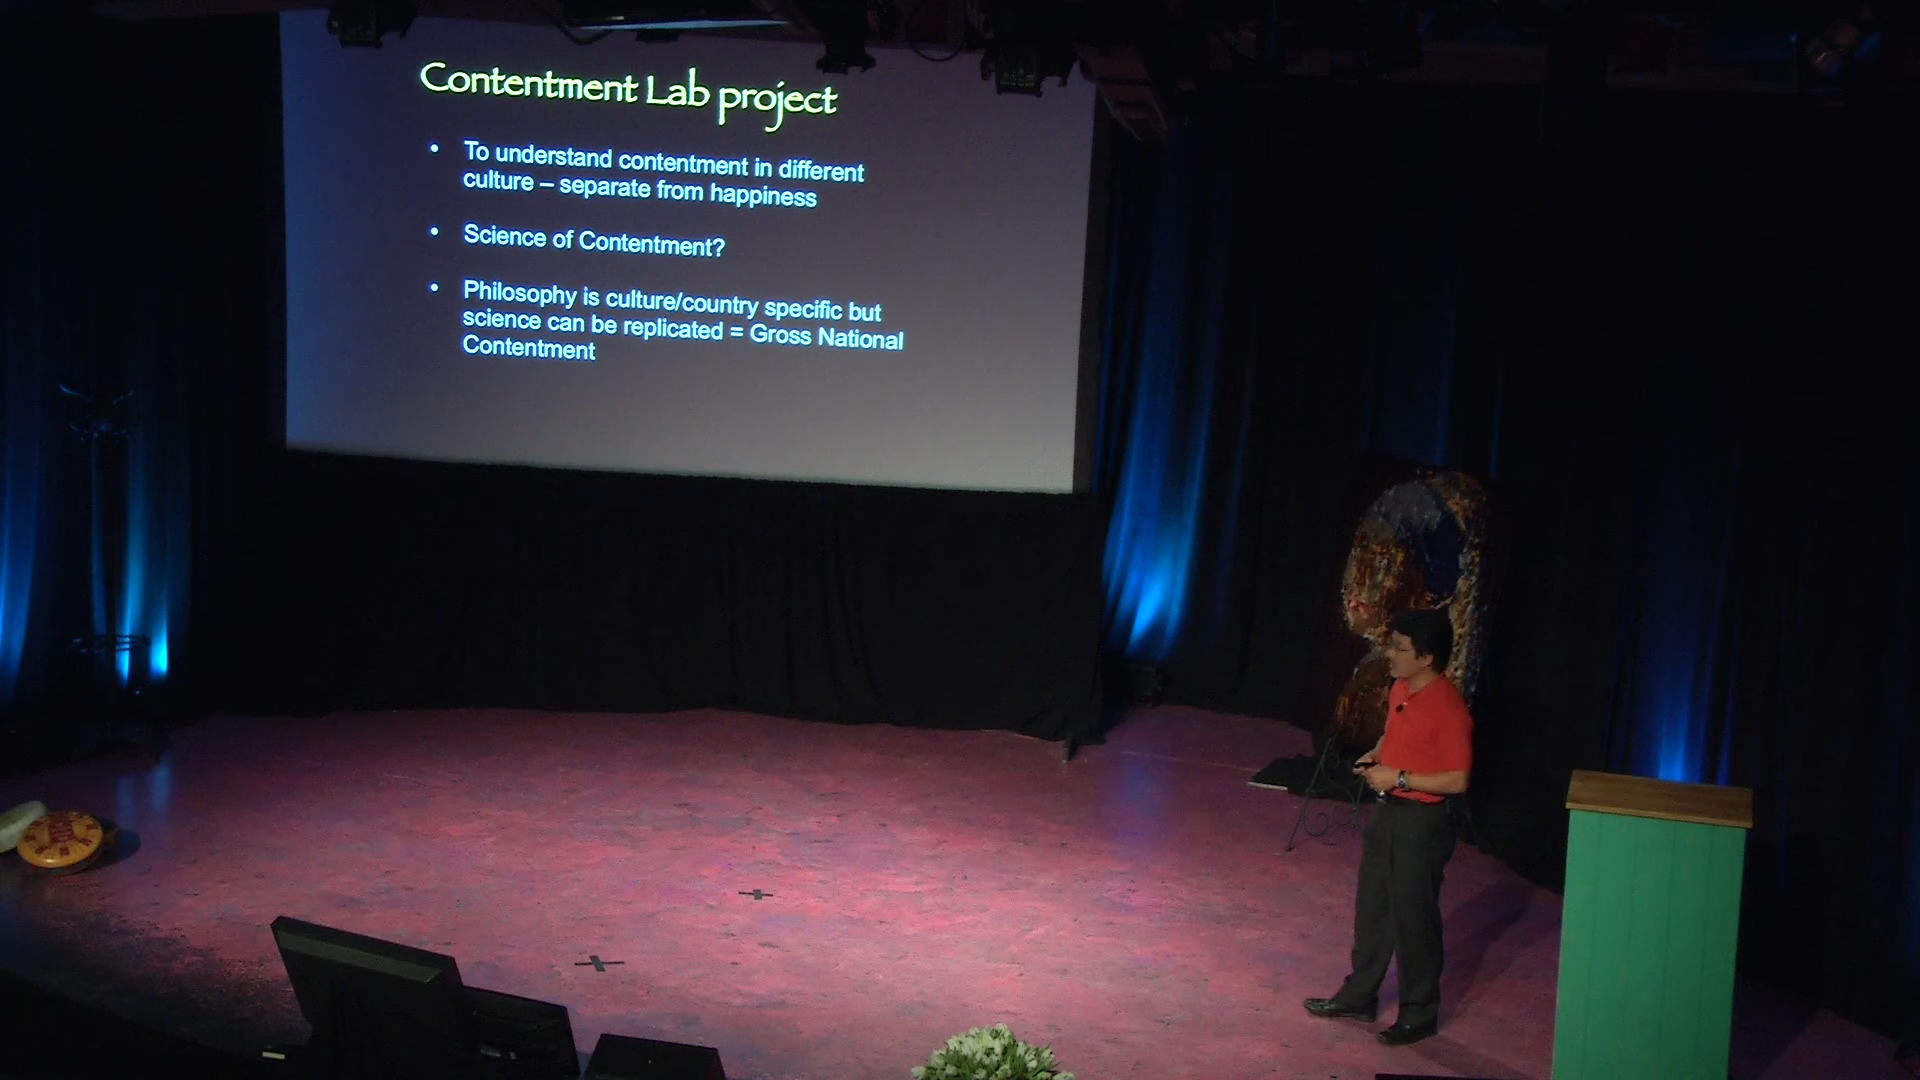 Contentment Lab project
• To understand contentment in different
culture – separate from happiness
• Science of Contentment?
• Philosophy is culture/country specific but
science can be replicated = Gross National
Contentment